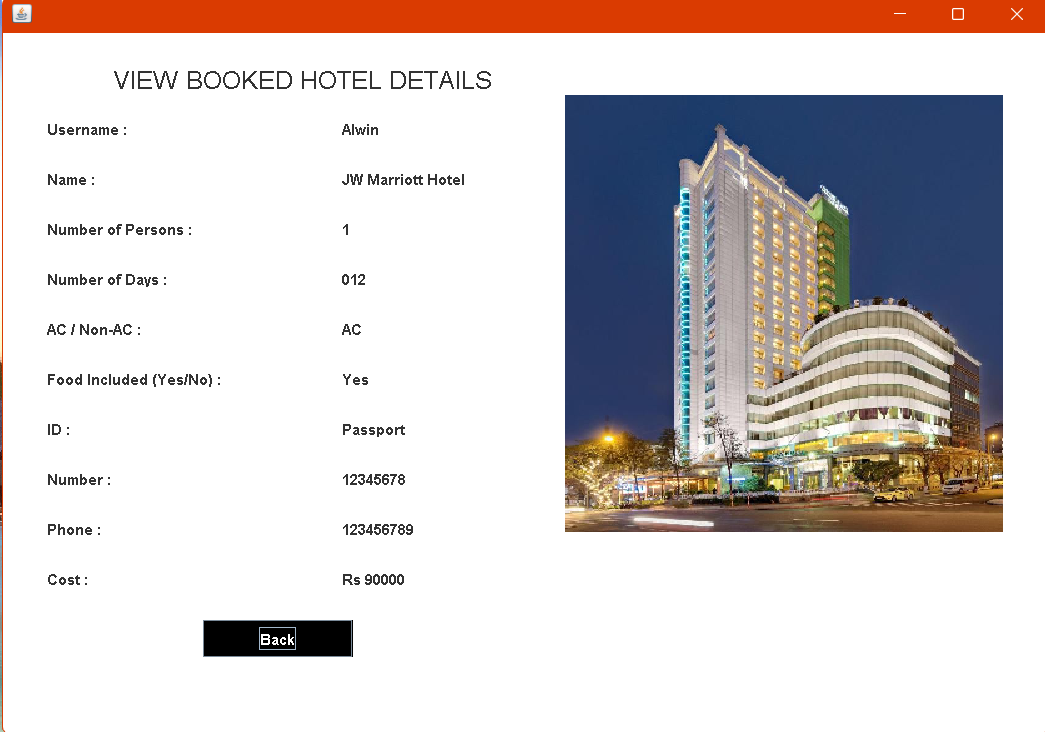 VIEW BOOKED HOTEL DETAILS
Username : Alwin
Name : JW Marriott Hotel
Number of Persons : 1
Number of Days : 012
AC / Non-AC : AC
Food Included (Yes/No) : Yes
ID : Passport
Number : 12345678
Phone : 123456789
Cost : Rs 90000
Back